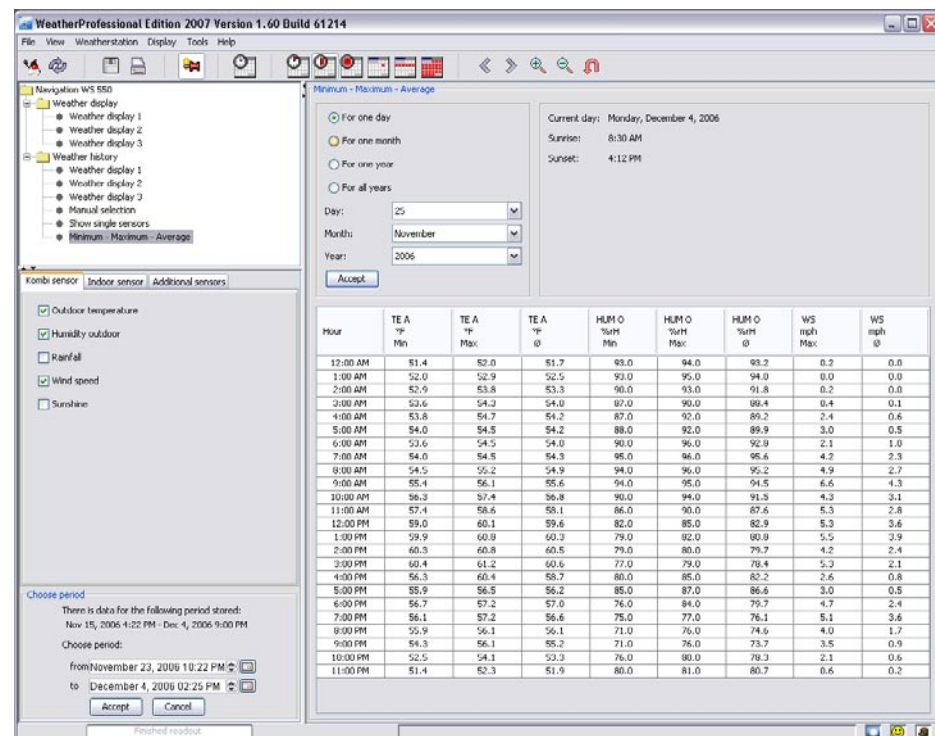 WeatherProfessional Edition 2007 Version 1.60 Build 61214
File View Weatherstation Display Tools Help
Navigation WS 550
Weather display
Weather display 1
Weather display 2
Weather display 3
Weather history
Weather display 1
Weather display 2
Weather display 3
Manual selection
Show single sensors
Minimum - Maximum - Average
Kombi sensor Indoor sensor Additional sensors
Outdoor temperature
Humidity outdoor
Rainfall
Wind speed
Sunshine
Choose period
There is data for the following period stored:
Nov 15, 2006 4:22 PM - Dec 4, 2006 9:00 PM
Choose period:
from November 23, 2006 10:22 PM
to December 4, 2006 02:25 PM
Accept Cancel
Minimum - Maximum - Average
For one day
For one month
For one year
For all years
Day: 25
Month: November
Year: 2006
Accept
Current day: Monday, December 4, 2006
Sunrise: 8:30 AM
Sunset: 4:12 PM
Hour TE A °F Min TE A °F Max TE A °F Ø HUM O %rH Min HUM O %rH Max HUM O %rH Ø WS mph Max WS mph Ø
12:00 AM 51.4 52.0 51.7 93.0 94.0 93.2 0.2 0.0
1:00 AM 52.0 52.9 52.5 93.0 95.0 94.0 0.0 0.0
2:00 AM 52.9 53.8 53.3 90.0 93.0 91.8 0.2 0.0
3:00 AM 53.6 54.3 54.0 87.0 90.0 88.4 0.4 0.1
4:00 AM 53.8 54.7 54.2 87.0 92.0 89.2 2.4 0.6
5:00 AM 54.0 54.5 54.2 88.0 92.0 89.9 3.0 0.5
6:00 AM 53.6 54.5 54.0 90.0 96.0 92.8 2.1 1.0
7:00 AM 54.0 54.5 54.3 95.0 96.0 95.6 4.2 2.3
8:00 AM 54.5 55.2 54.9 94.0 96.0 95.2 4.9 2.7
9:00 AM 55.4 56.1 55.6 94.0 95.0 94.5 6.6 4.3
10:00 AM 56.3 57.4 56.8 90.0 94.0 91.5 4.3 3.1
11:00 AM 57.4 58.6 58.1 86.0 90.0 87.6 5.3 2.8
12:00 PM 59.0 60.1 59.6 82.0 85.0 82.9 5.3 3.6
1:00 PM 59.9 60.8 60.3 79.0 82.0 80.8 5.5 3.9
2:00 PM 60.3 60.8 60.5 79.0 80.0 79.7 4.2 2.4
3:00 PM 60.4 61.2 60.6 77.0 79.0 78.4 5.3 2.1
4:00 PM 56.3 60.4 58.7 80.0 85.0 82.2 2.6 0.8
5:00 PM 55.9 56.5 56.2 85.0 87.0 86.6 3.0 0.5
6:00 PM 56.7 57.2 57.0 76.0 84.0 79.7 4.7 2.4
7:00 PM 56.1 57.2 56.6 75.0 77.0 76.1 5.1 3.6
8:00 PM 55.9 56.1 56.1 71.0 76.0 74.6 4.0 1.7
9:00 PM 54.3 56.1 55.2 71.0 76.0 73.7 3.5 0.9
10:00 PM 52.5 54.1 53.3 76.0 80.0 78.3 2.1 0.6
11:00 PM 51.4 52.3 51.9 80.0 81.0 80.7 0.6 0.2
Finished readout